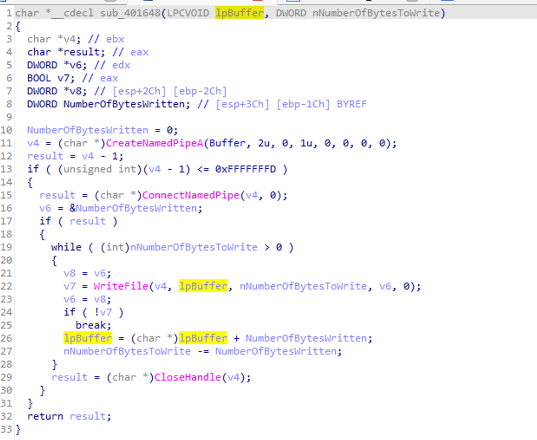 1 char *__cdecl sub_401648(LPCVOID lpBuffer, DWORD nNumberOfBytesToWrite)
2 {
3 char *v4; // ebx
4 char *result; // eax
5 DWORD *v6; // edx
6 BOOL v7; // eax
7 DWORD *v8; // [esp+2Ch] [ebp-2Ch]
8 DWORD NumberOfBytesWritten; // [esp+3Ch] [ebp-1Ch] BYREF
9
10 NumberOfBytesWritten = 0;
11 v4 = (char *)CreateNamedPipeA(Buffer, 2u, 0, 1u, 0, 0, 0, 0);
12 result = v4 - 1;
13 if ( (unsigned int)(v4 - 1) <= 0xFFFFFFFD )
14 {
15 result = (char *)ConnectNamedPipe(v4, 0);
16 v6 = &NumberOfBytesWritten;
17 if ( result )
18 {
19 while ( (int)nNumberOfBytesToWrite > 0 )
20 {
21 v8 = v6;
22 v7 = WriteFile(v4, lpBuffer, nNumberOfBytesToWrite, v6, 0);
23 v6 = v8;
24 if ( !v7 )
25 break;
26 lpBuffer = (char *)lpBuffer + NumberOfBytesWritten;
27 nNumberOfBytesToWrite -= NumberOfBytesWritten;
28 }
29 result = (char *)CloseHandle(v4);
30 }
31 }
32 return result;
33 }